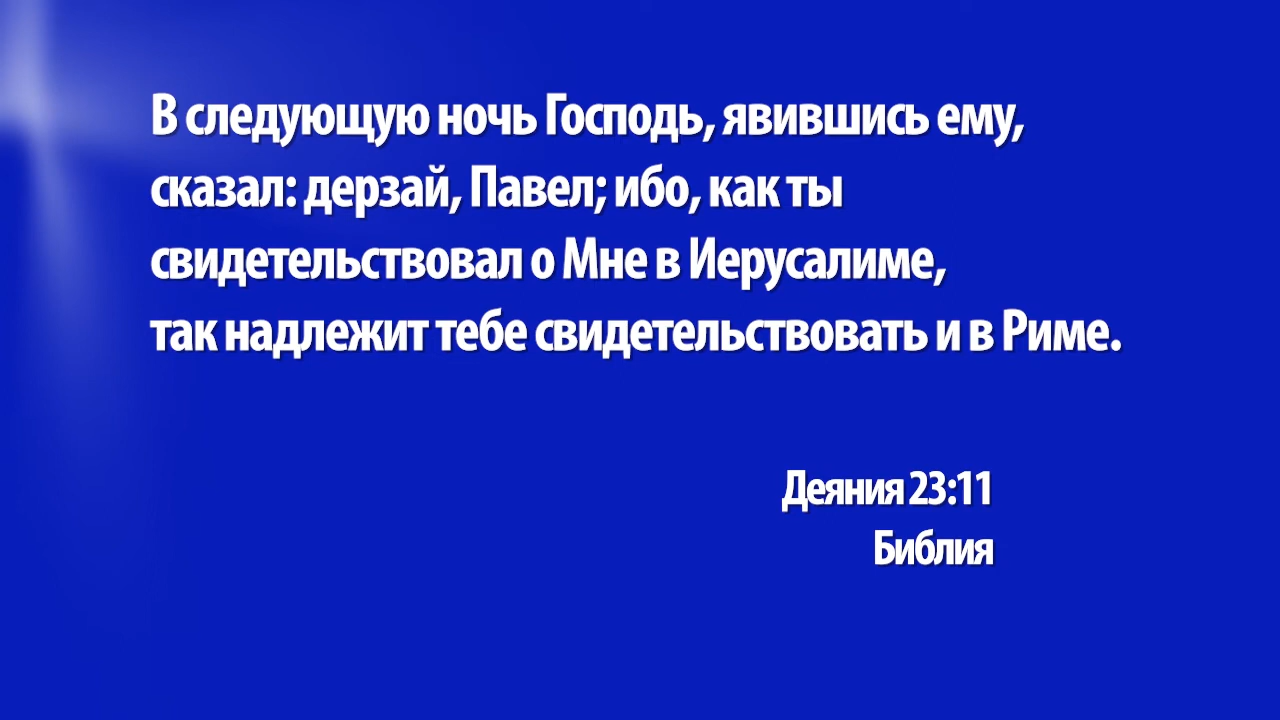 В следующую ночь Господь, явившись ему,
сказал: дерзай, Павел; ибо, как ты
свидетельствовал о Мне в Иерусалиме,
так надлежит тебе свидетельствовать и в Риме.
Деяния 23:11
Библия